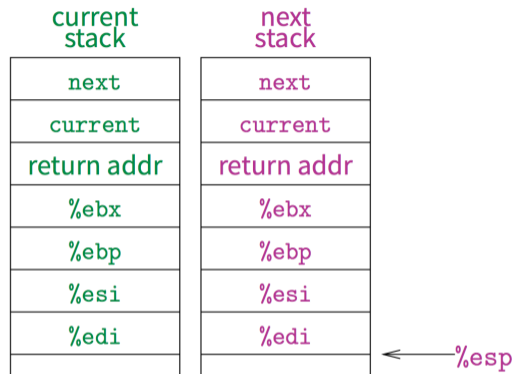 current
stack
next
current
return addr
%ebx
%ebp
%esi
%edi
next
stack
next
current
return addr
%ebx
%ebp
%esi
%edi
%esp